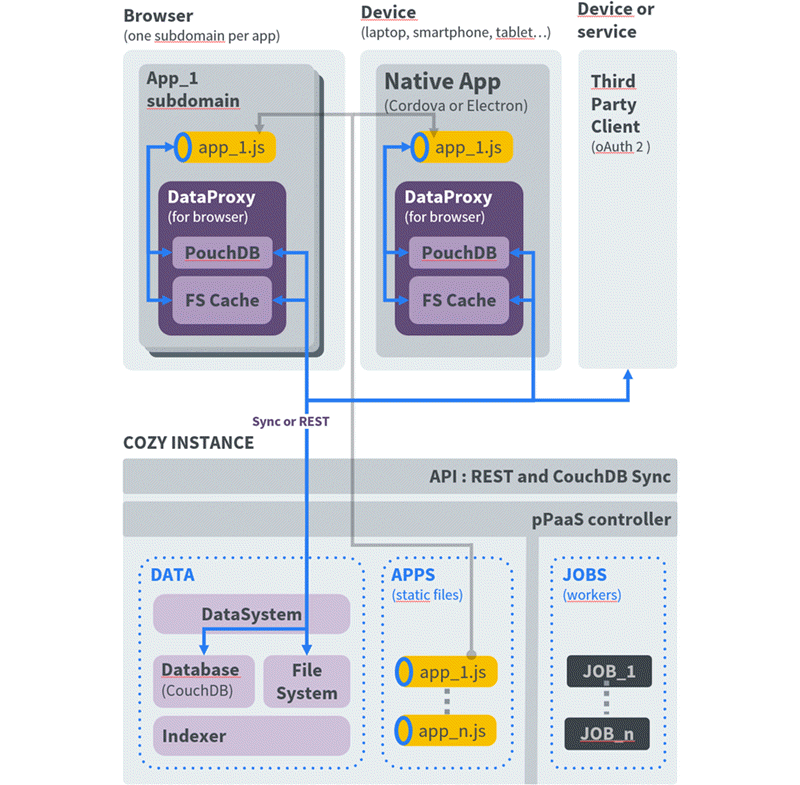 Browser
(one subdomain per app)
App_1
subdomain
app_1.js
DataProxy
(for browser)
PouchDB
FS Cache
Device
(laptop, smartphone, tablet...)
Native App
(Cordova or Electron)
app_1.js
DataProxy
(for browser)
PouchDB
FS Cache
Device or
service
Third
Party
Client
(oAuth 2 )
Sync or REST
COZY INSTANCE
API : REST and CouchDB Sync
pPaaS controller
DATA
DataSystem
Database
(CouchDB)
File
System
Indexer
APPS
(static files)
app_1.js
app_n.js
JOBS
(workers)
JOB_1
JOB_n